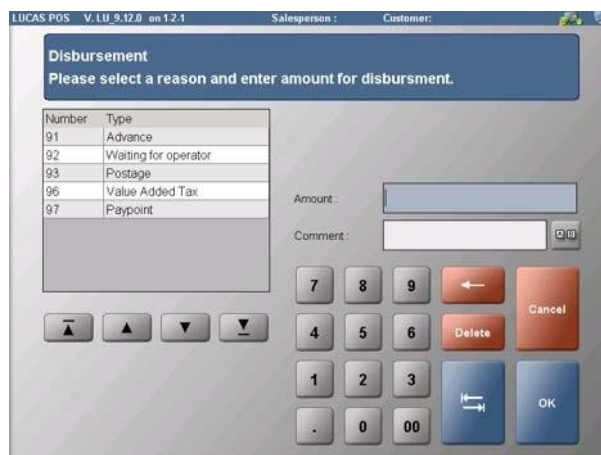 LUCAS POS V. LU_9.12.0 on 1-2-1 Salesperson : Customer:
Disbursement
Please select a reason and enter amount for disbursment.
Number Type
91 Advance
92 Waiting for operator
93 Postage
96 Value Added Tax
97 Paypoint
Amount :
Comment :
7 8 9
Cancel
4 5 6 Delete
1 2 3
OK
. 0 00